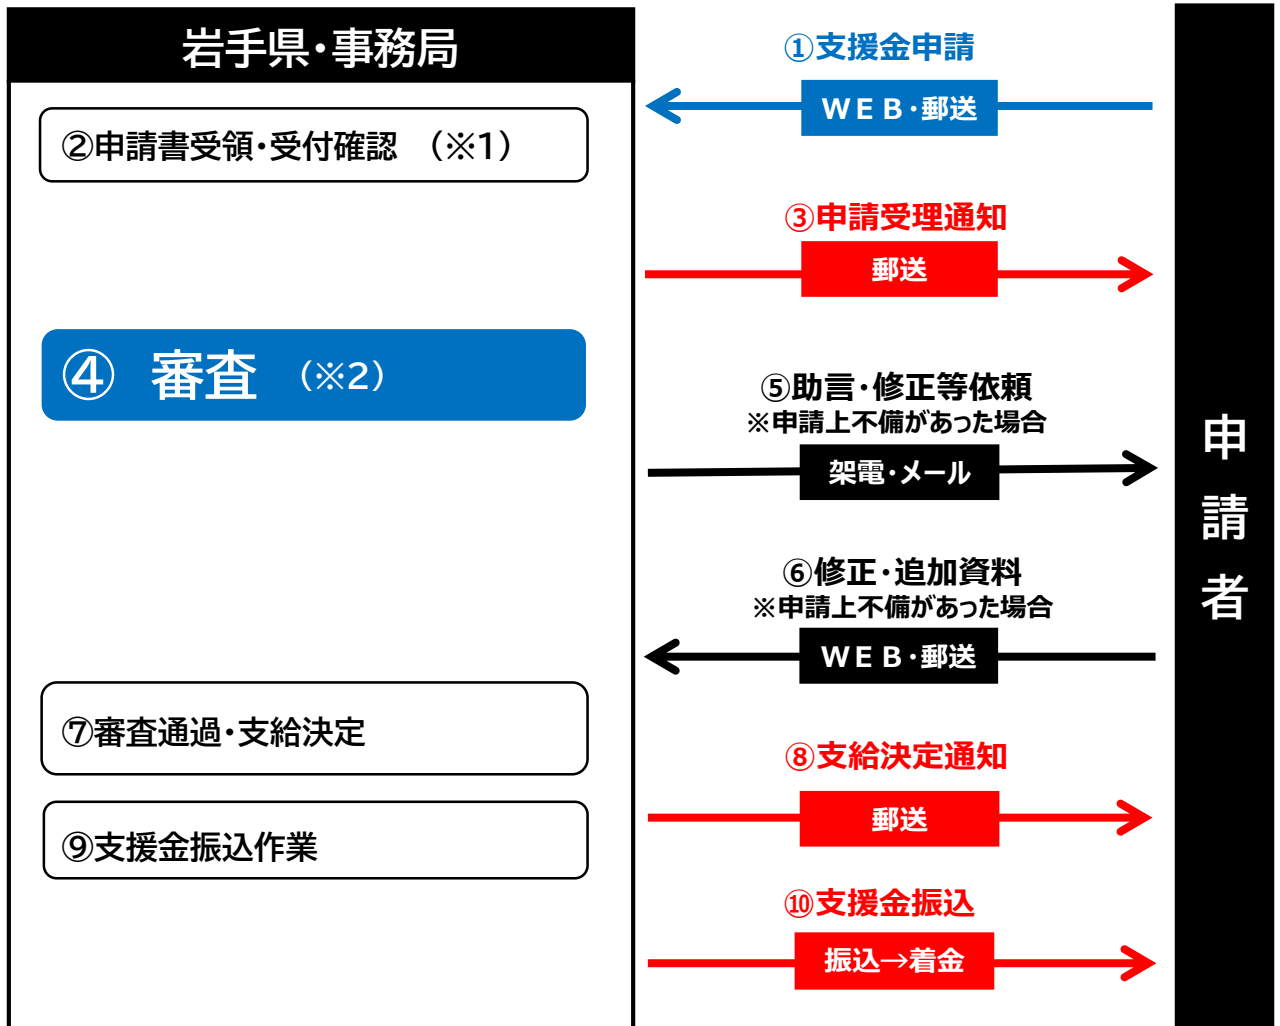 岩手県・事務局
①支援金申請
WEB・郵送
②申請書受領・受付確認　（※1）
③申請受理通知
郵送
④　審査　（※2）
⑤助言・修正等依頼
※申請上不備があった場合
架電・メール
⑥修正・追加資料
※申請上不備があった場合
WEB・郵送
⑦審査通過・支給決定
⑧支給決定通知
郵送
⑨支援金振込作業
⑩支援金振込
振込→着金
申請者